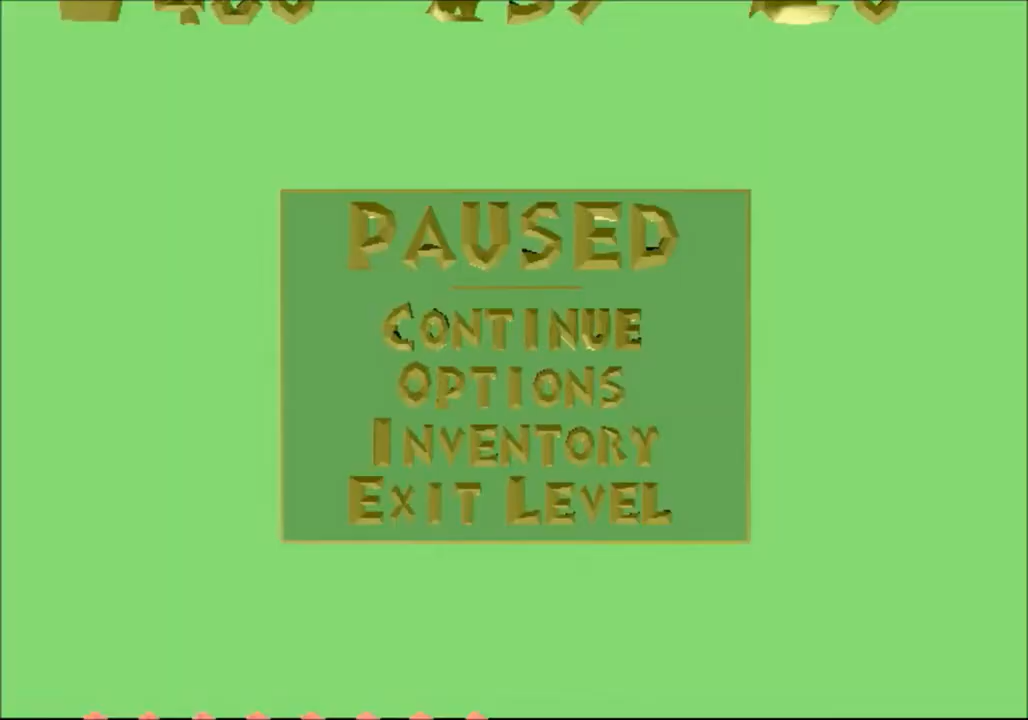 PAUSED
CONTINUE
OPTIONS
INVENTORY
EXIT LEVEL